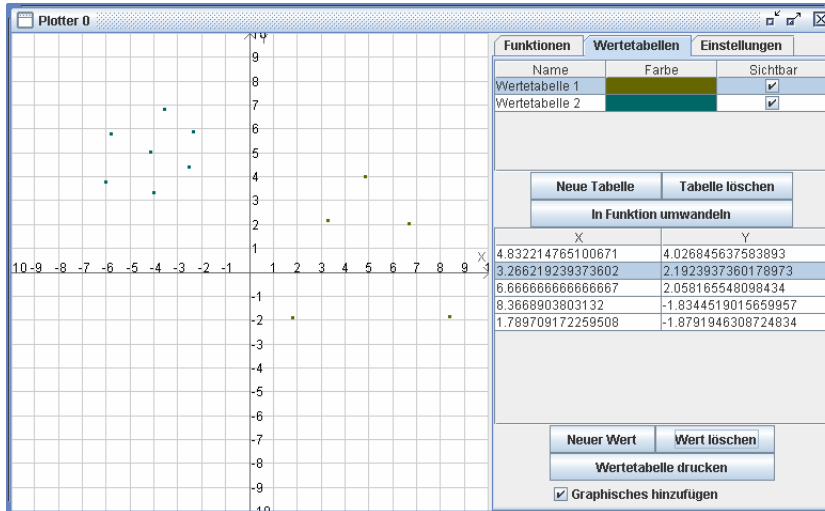 Plotter 0
Funktionen Wertetabellen Einstellungen
Name Farbe Sichtbar
Wertetabelle 1
Wertetabelle 2
Neue Tabelle Tabelle löschen
In Funktion umwandeln
X Y
4.832214765100671 4.026845637583893
3.266219239373602 2.1923937360178973
6.666666666666667 2.058165548098434
8.3668903803132 -1.8344519015659957
1.789709172259508 -1.8791946308724834
Neuer Wert Wert löschen
Wertetabelle drucken
Graphisches hinzufügen
Y
10
9
8
7
6
5
4
3
2
1
X
10 -9 -8 -7 -6 -5 -4 -3 -2 -1 1 2 3 4 5 6 7 8 9
-1
-2
-3
-4
-5
-6
-7
-8
-9
-10